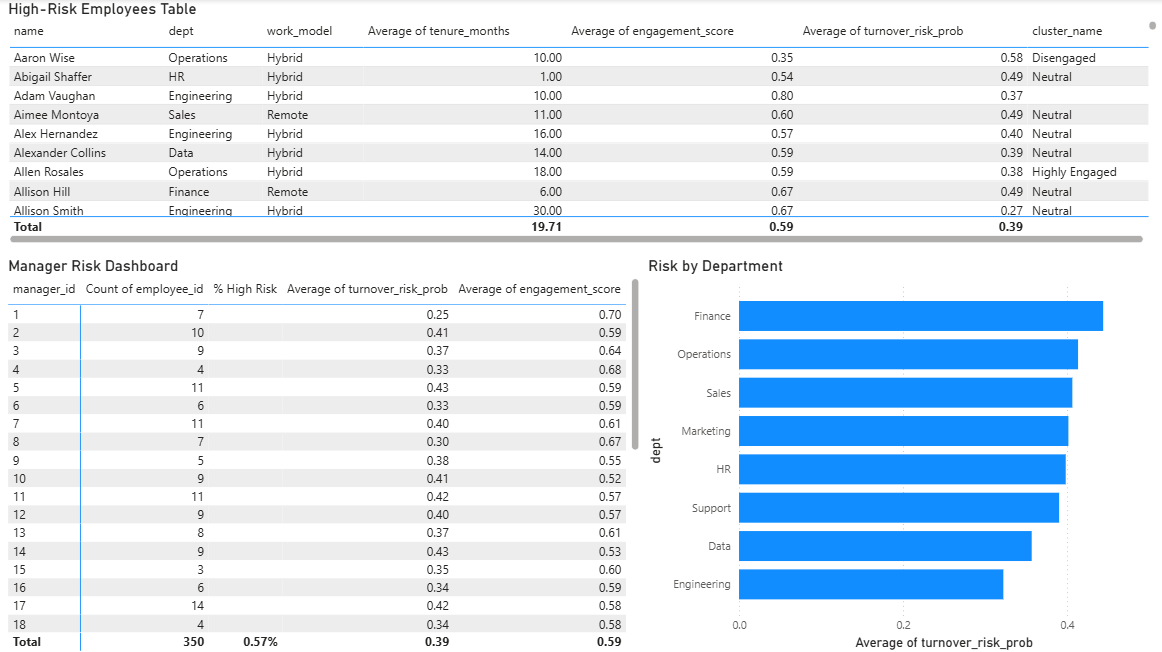 High-Risk Employees Table
name dept work_model Average of tenure_months Average of engagement_score Average of turnover_risk_prob cluster_name
Aaron Wise Operations Hybrid 10.00 0.35 0.58 Disengaged
Abigail Shaffer HR Hybrid 1.00 0.54 0.49 Neutral
Adam Vaughan Engineering Hybrid 10.00 0.80 0.37
Aimee Montoya Sales Remote 11.00 0.60 0.49 Neutral
Alex Hernandez Engineering Hybrid 16.00 0.57 0.40 Neutral
Alexander Collins Data Hybrid 14.00 0.59 0.39 Neutral
Allen Rosales Operations Hybrid 18.00 0.59 0.38 Highly Engaged
Allison Hill Finance Remote 6.00 0.67 0.49 Neutral
Allison Smith Engineering Hybrid 30.00 0.67 0.27 Neutral
Total 19.71 0.59 0.39
Manager Risk Dashboard
manager_id Count of employee_id % High Risk Average of turnover_risk_prob Average of engagement_score
1 7 0.25 0.70
2 10 0.41 0.59
3 9 0.37 0.64
4 4 0.33 0.68
5 11 0.43 0.59
6 6 0.33 0.59
7 11 0.40 0.61
8 7 0.30 0.67
9 5 0.38 0.55
10 9 0.41 0.52
11 11 0.42 0.57
12 9 0.40 0.57
13 8 0.37 0.61
14 9 0.43 0.53
15 3 0.35 0.60
16 6 0.34 0.59
17 14 0.42 0.58
18 4 0.34 0.58
Total 350 0.57% 0.39 0.59
Risk by Department
dept
Finance
Operations
Sales
Marketing
HR
Support
Data
Engineering
0.0 0.2 0.4
Average of turnover_risk_prob